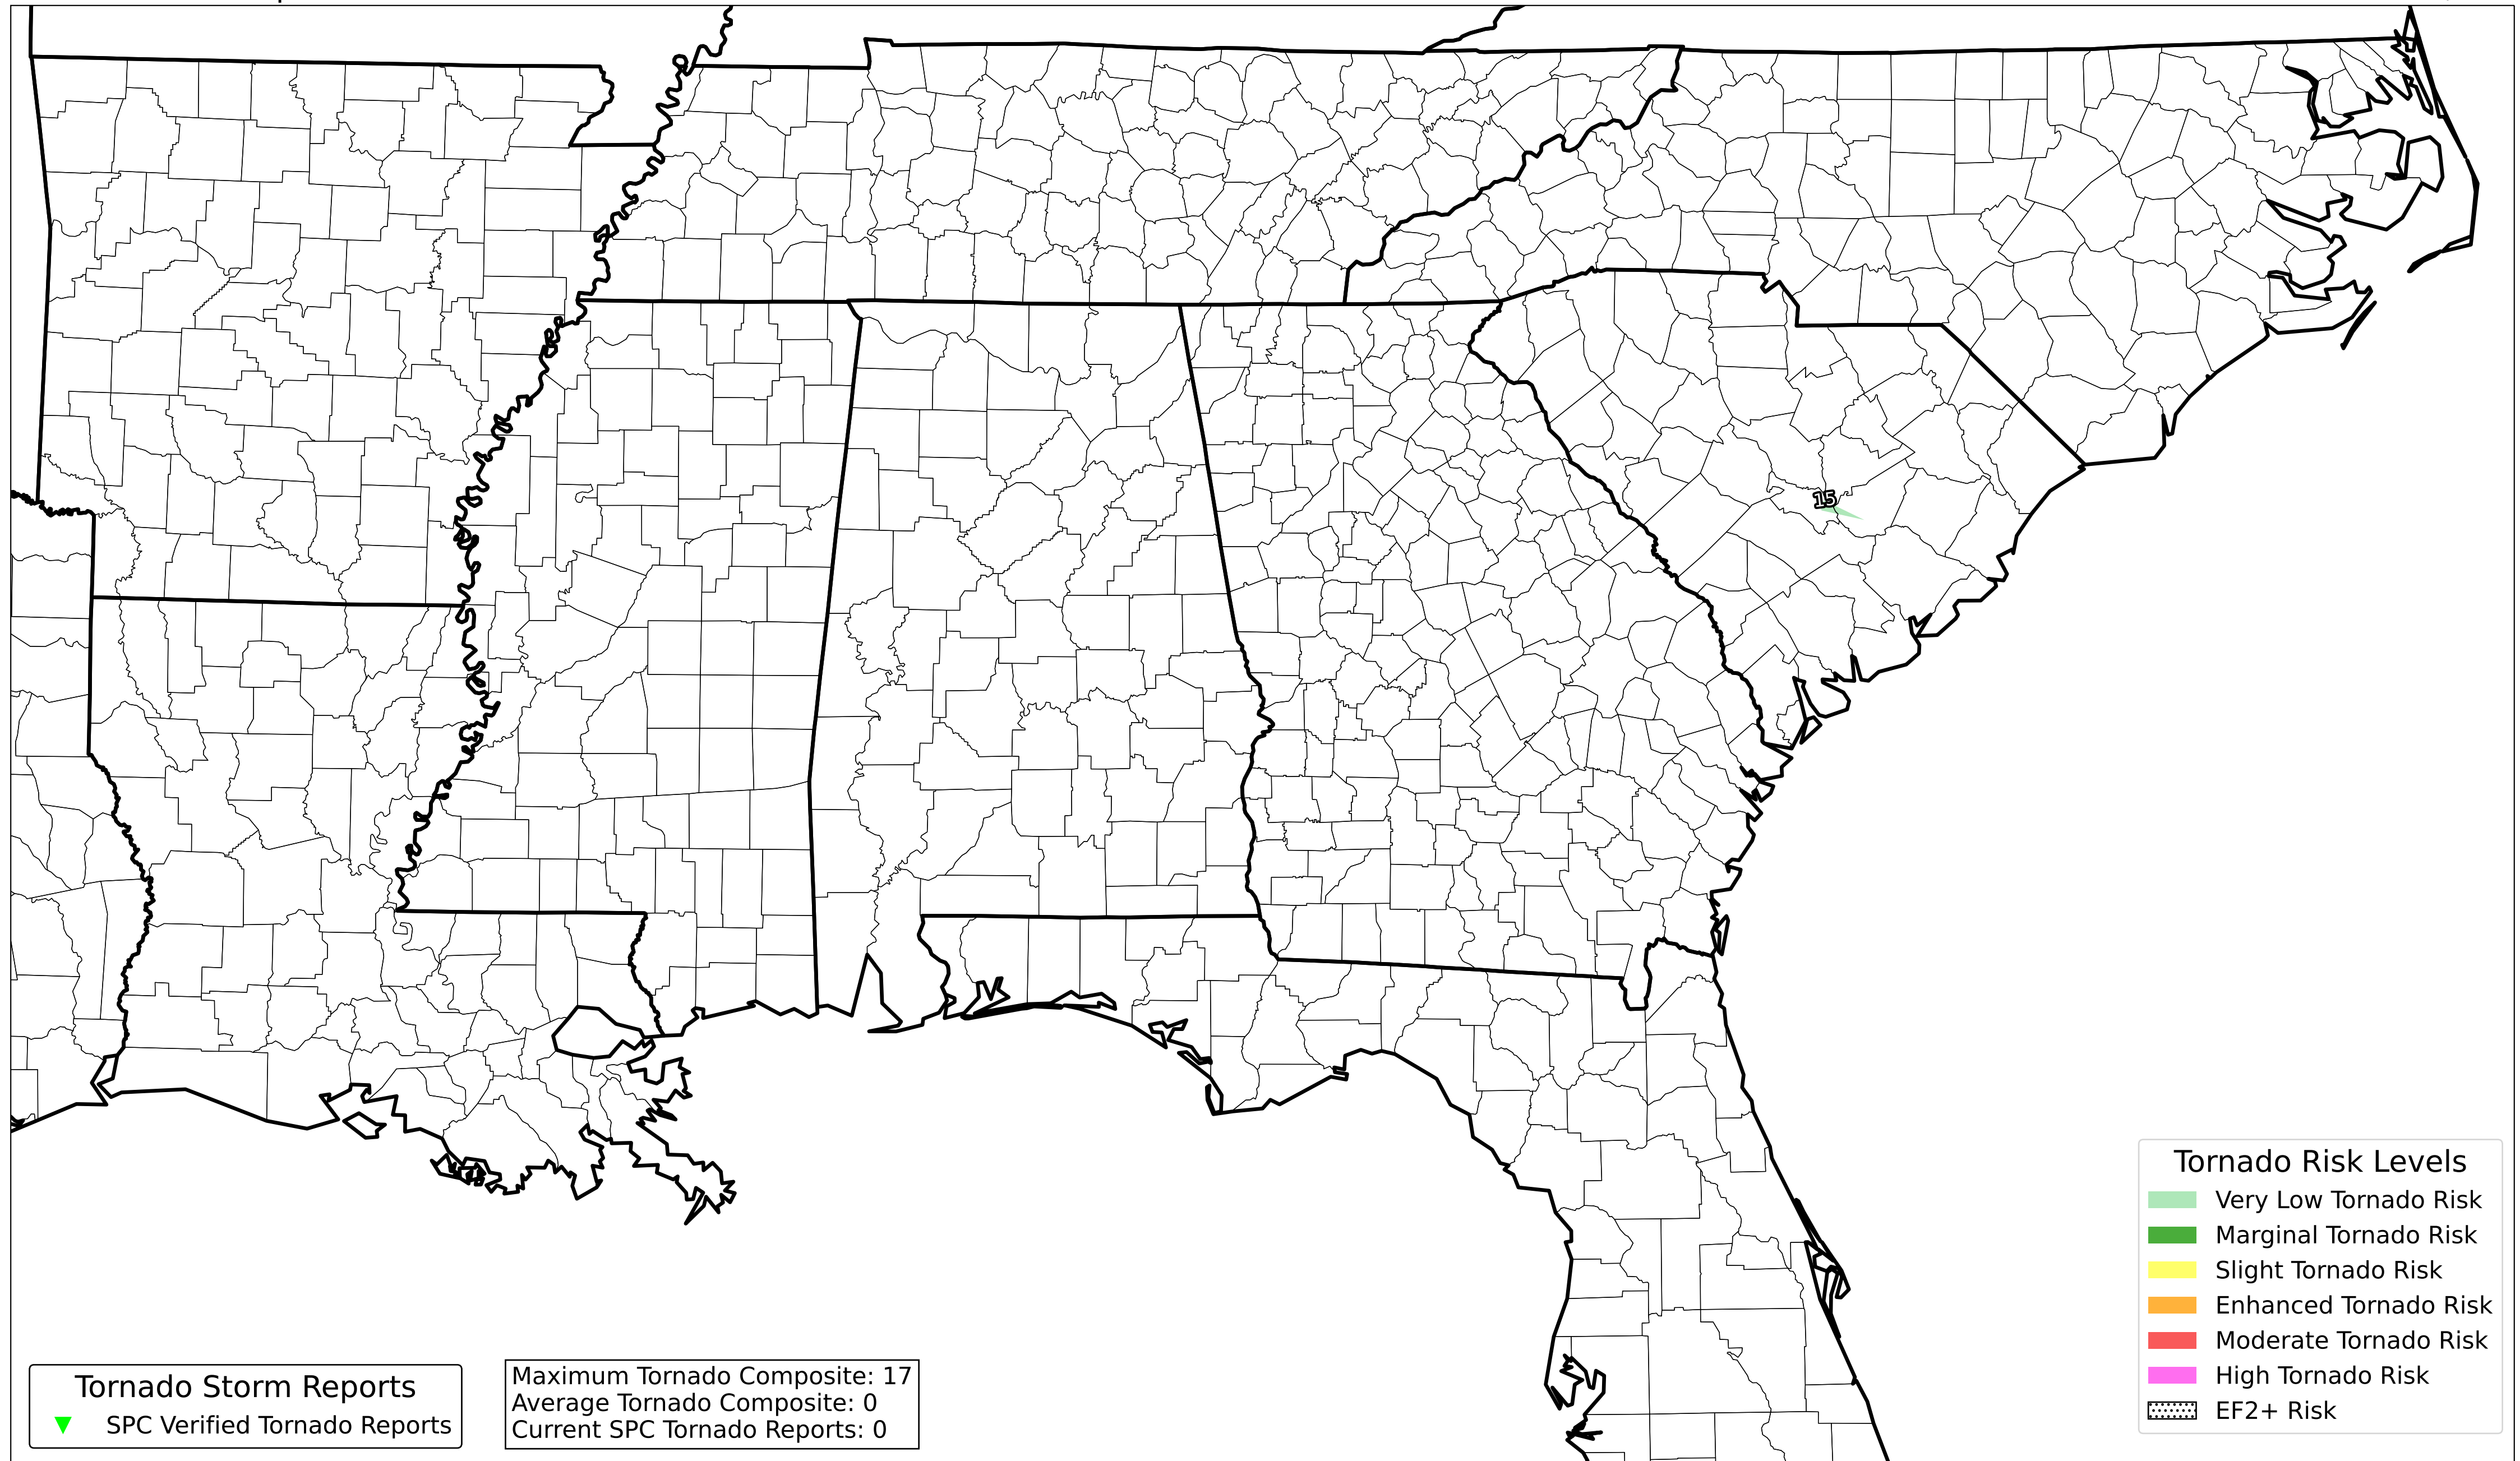 15
Tornado Risk Levels
Very Low Tornado Risk
Marginal Tornado Risk
Slight Tornado Risk
Enhanced Tornado Risk
Moderate Tornado Risk
High Tornado Risk
EF2+ Risk
Tornado Storm Reports
SPC Verified Tornado Reports
Maximum Tornado Composite: 17
Average Tornado Composite: 0
Current SPC Tornado Reports: 0